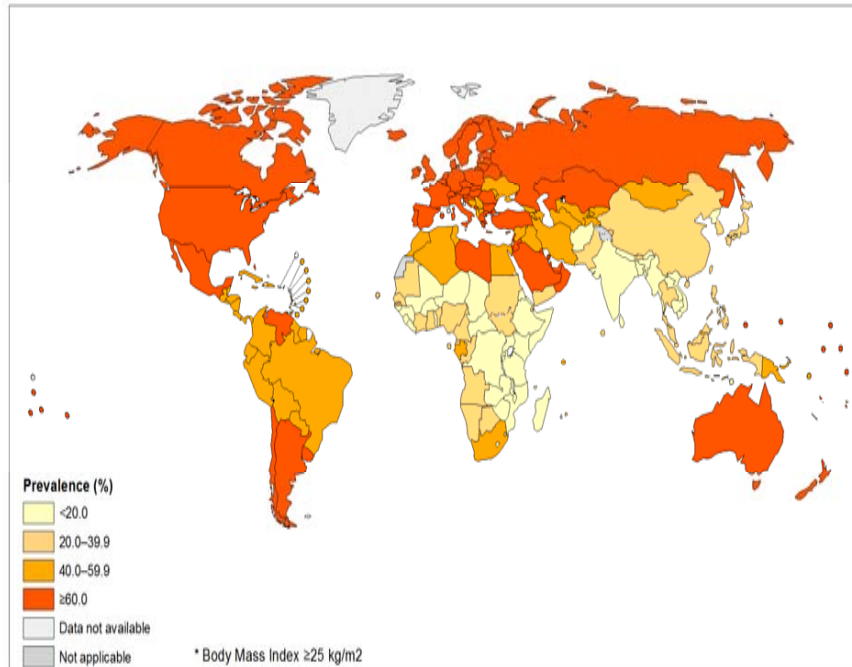 Prevalence (%)
<20.0
20.0–39.9
40.0–59.9
≥60.0
Data not available
Not applicable
* Body Mass Index ≥25 kg/m2